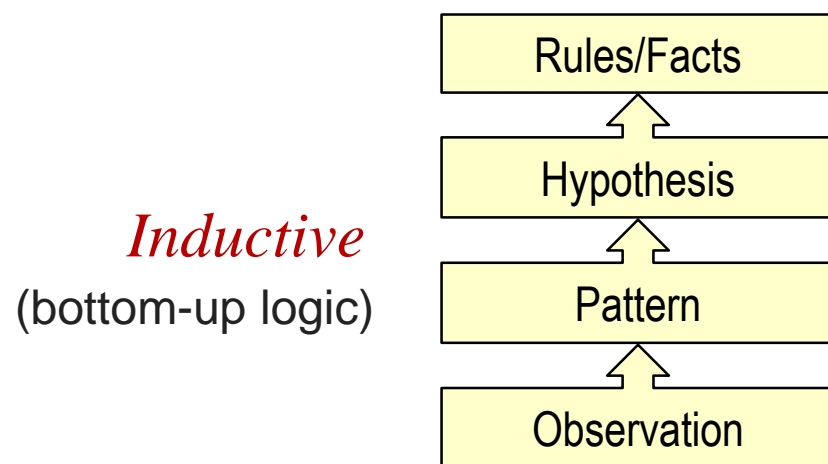 Rules/Facts
Hypothesis
Inductive
(bottom-up logic)
Pattern
Observation